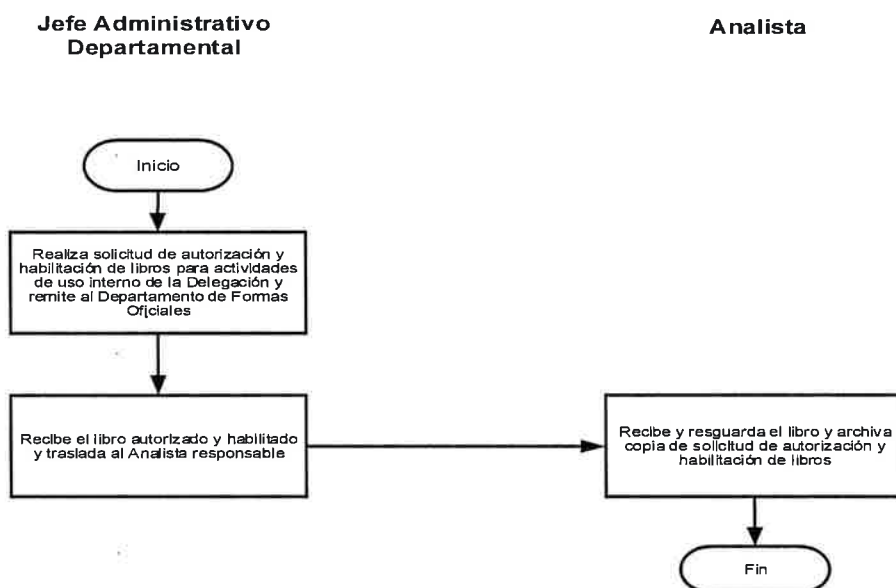 Jefe Administrativo
Departamental
Analista
Inicio
Realiza solicitud de autorización y
habilitación de libros para actividades
de uso interno de la Delegación y
remite al Departamento de Formas
Oficiales
Recibe el libro autorizado y habilitado
y traslada al Analista responsable
Recibe y resguarda el libro y archiva
copia de solicitud de autorización y
habilitación de libros
Fin